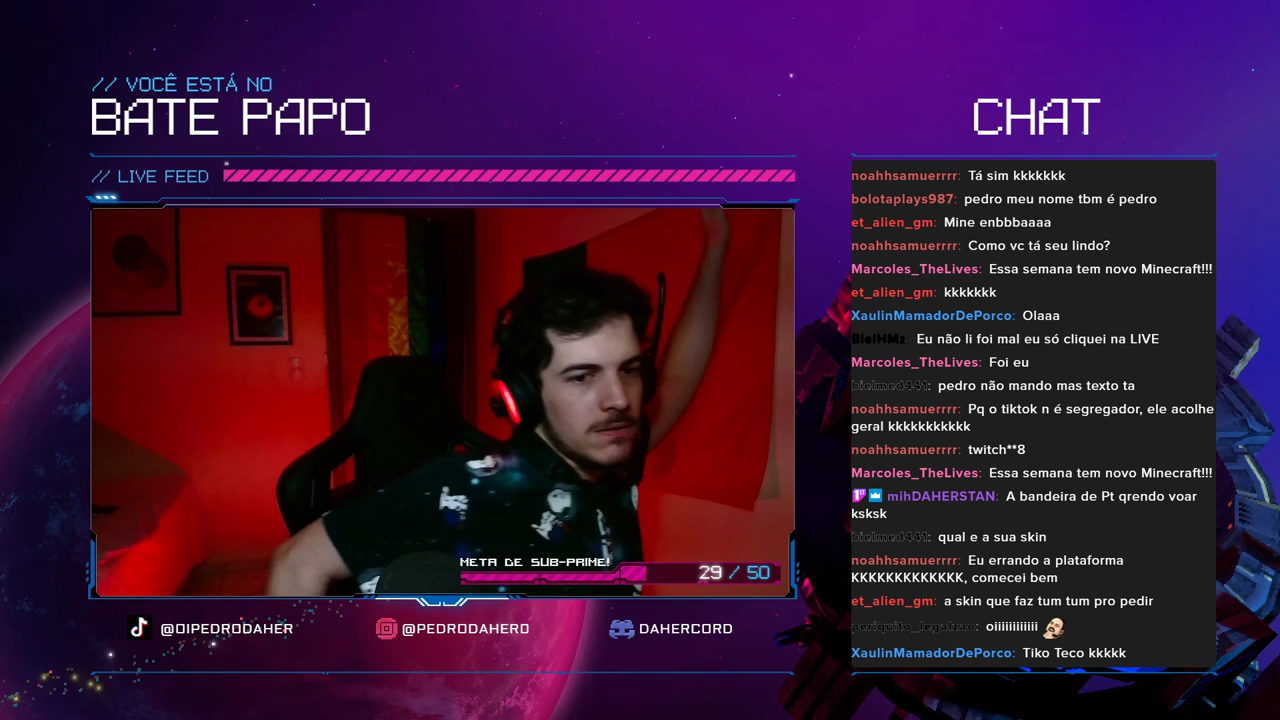 // VOCÊ ESTÁ NO
BATE PAPO
// LIVE FEED
META DE SUB-PRIME!
29 / 50
@OIPEDRODAHER
@PEDRODAHERO
DAHERCORD
CHAT
noahhsamuerrrr: Tá sim kkkkkkk
bolotaplays987: pedro meu nome tbm é pedro
et_alien_gm: Mine enbbbaaaa
noahhsamuerrrr: Como vc tá seu lindo?
Marcoles_TheLives: Essa semana tem novo Minecraft!!!
et_alien_gm: kkkkkkk
XaulinMamadorDePorco: Olaaa
BielHMz: Eu não li foi mal eu só cliquei na LIVE
Marcoles_TheLives: Foi eu
bielmed441: pedro não mando mas texto ta
noahhsamuerrrr: Pq o tiktok n é segregador, ele acolhe
geral kkkkkkkkkkk
noahhsamuerrrr: twitch**8
Marcoles_TheLives: Essa semana tem novo Minecraft!!!
mihDAHERSTAN: A bandeira de Pt qrendo voar
ksksk
bielmed441: qual e a sua skin
noahhsamuerrrr: Eu errando a plataforma
KKKKKKKKKKKKK, comecei bem
et_alien_gm: a skin que faz tum tum pro pedir
periquito_legalzao: oiiiiiiiiiiii
XaulinMamadorDePorco: Tiko Teco kkkkk